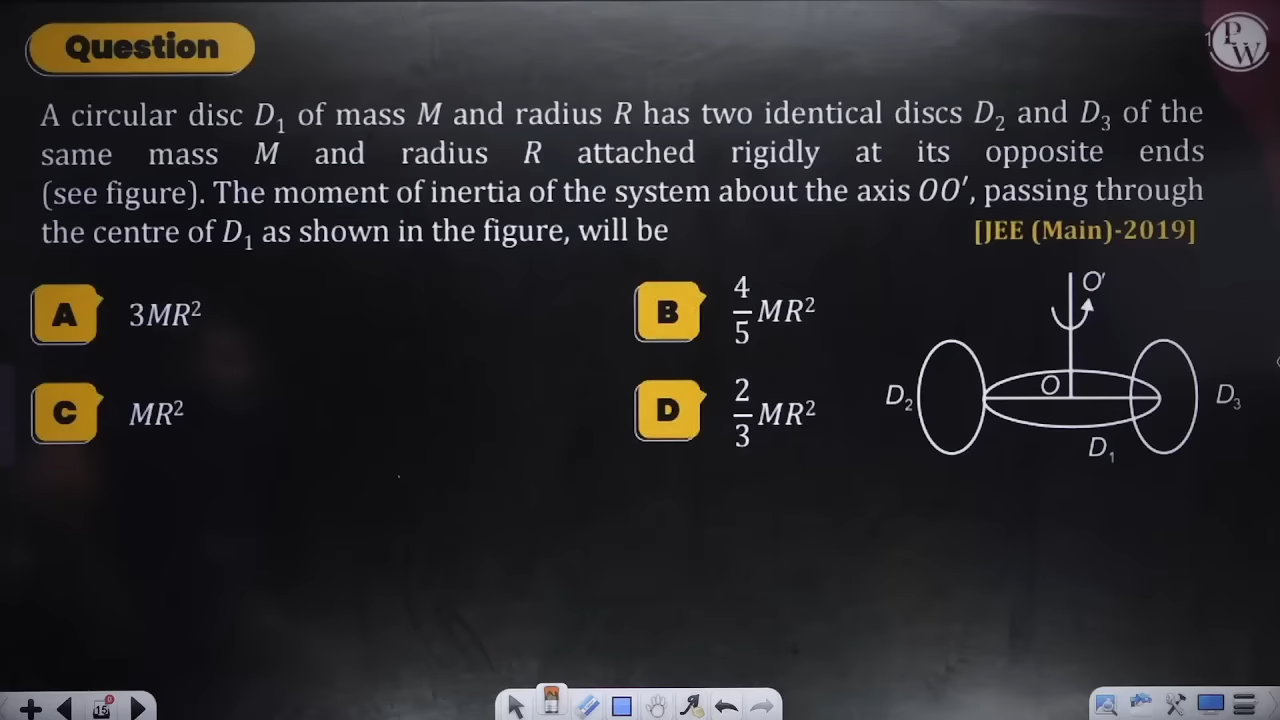 Question
PW
A circular disc D₁ of mass M and radius R has two identical discs D₂ and D₃ of the
same mass M and radius R attached rigidly at its opposite ends
(see figure). The moment of inertia of the system about the axis OO′, passing through
the centre of D₁ as shown in the figure, will be [JEE (Main)-2019]
A 3MR²
B 4/5 MR²
C MR²
D 2/3 MR²
O′
D₂
O
D₃
D₁
15